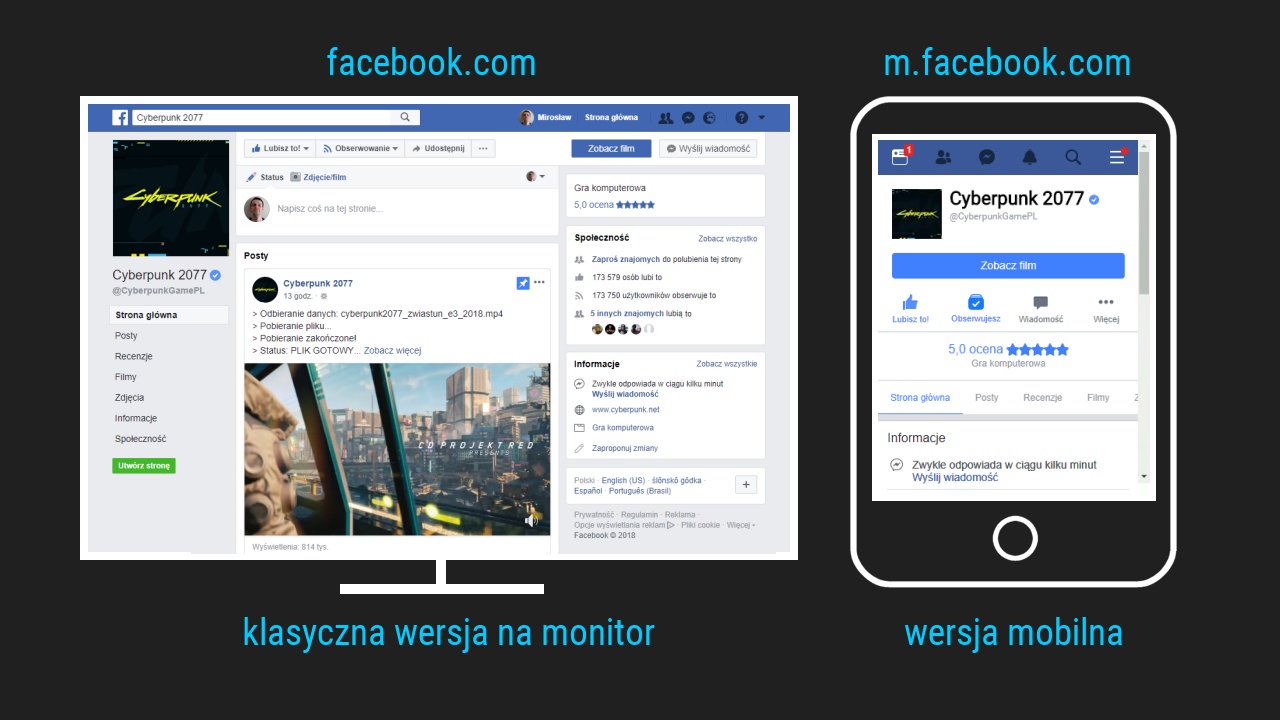 facebook.com
m.facebook.com
Cyberpunk 2077
Mirosław
Strona główna
CYBERPUNK
2077
Cyberpunk 2077
@CyberpunkGamePL
Strona główna
Posty
Recenzje
Filmy
Zdjęcia
Informacje
Społeczność
Utwórz stronę
Lubisz to!
Obserwowanie
Udostępnij
Zobacz film
Wyślij wiadomość
Status
Zdjęcie/film
Napisz coś na tej stronie...
Posty
Cyberpunk 2077
13 godz. ·
> Odbieranie danych: cyberpunk2077_zwiastun_e3_2018.mp4
> Pobieranie pliku...
> Pobieranie zakończone!
> Status: PLIK GOTOWY... Zobacz więcej
CD PROJEKT RED
PRESENTS
Wyświetlenia: 814 tys.
Gra komputerowa
5,0 ocena ★★★★★
Społeczność
Zobacz wszystko
Zaproś znajomych do polubienia tej strony
173 579 osób lubi to
173 750 użytkowników obserwuje to
5 innych znajomych lubią to
Informacje
Zobacz wszystkie
Zwykle odpowiada w ciągu kilku minut
Wyślij wiadomość
www.cyberpunk.net
Gra komputerowa
Zaproponuj zmiany
Polski · English (US) · ślōnskŏ gŏdka ·
Español · Português (Brasil)
Prywatność · Regulamin · Reklama ·
Opcje wyświetlania reklam · Pliki cookie · Więcej
Facebook © 2018
1
CYBERPUNK
Cyberpunk 2077
@CyberpunkGamePL
Zobacz film
Lubisz to!
Obserwujesz
Wiadomość
Więcej
5,0 ocena ★★★★★
Gra komputerowa
Strona główna
Posty
Recenzje
Filmy
Informacje
Zwykle odpowiada w ciągu kilku minut
Wyślij wiadomość
klasyczna wersja na monitor
wersja mobilna